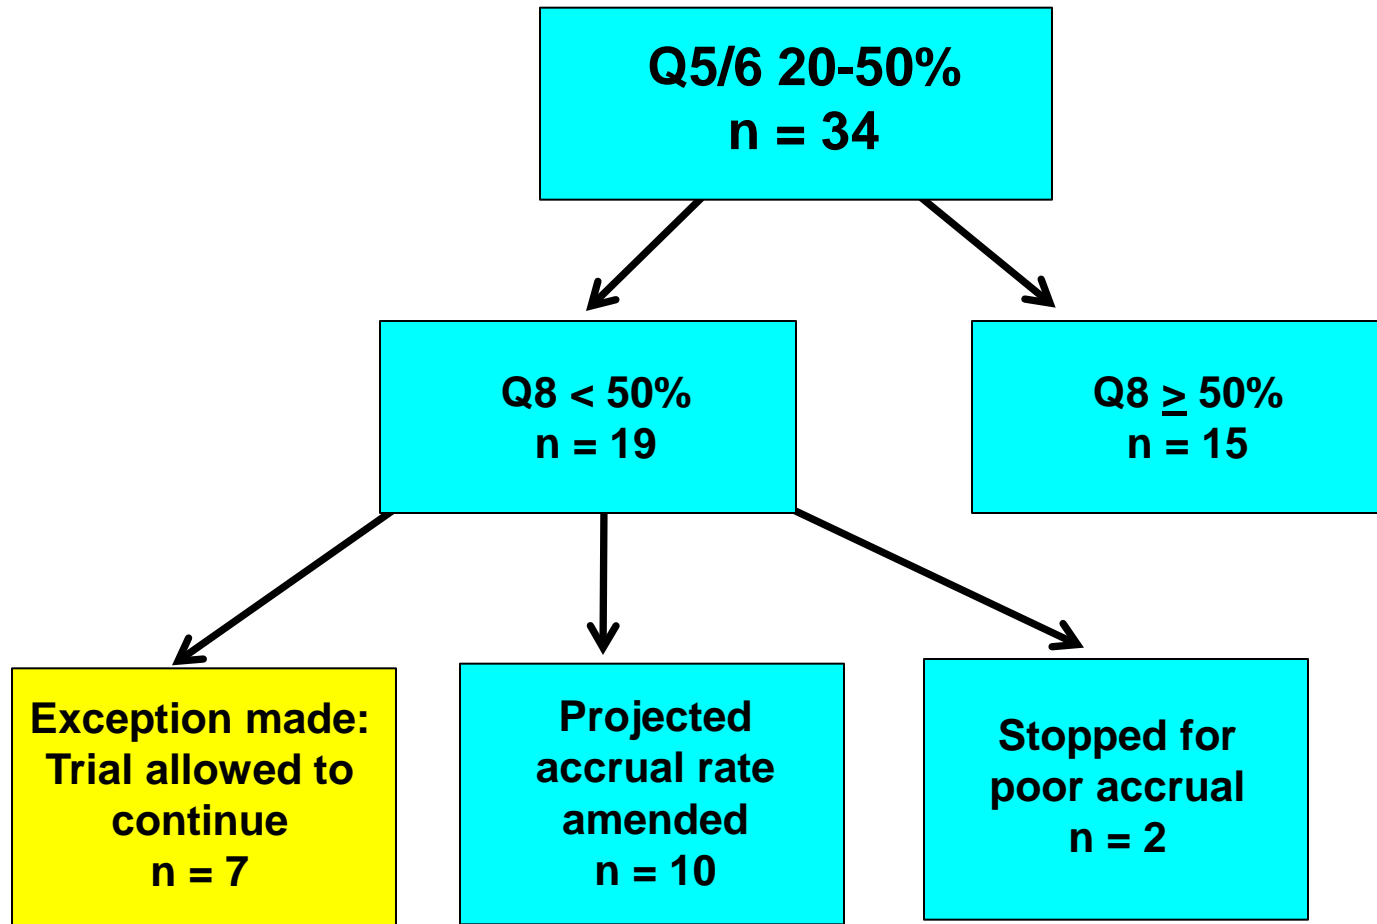 Q5/6 20-50%
n = 34
Q8 < 50%
n = 19
Q8 ≥ 50%
n = 15
Exception made:
Trial allowed to
continue
n = 7
Projected
accrual rate
amended
n = 10
Stopped for
poor accrual
n = 2